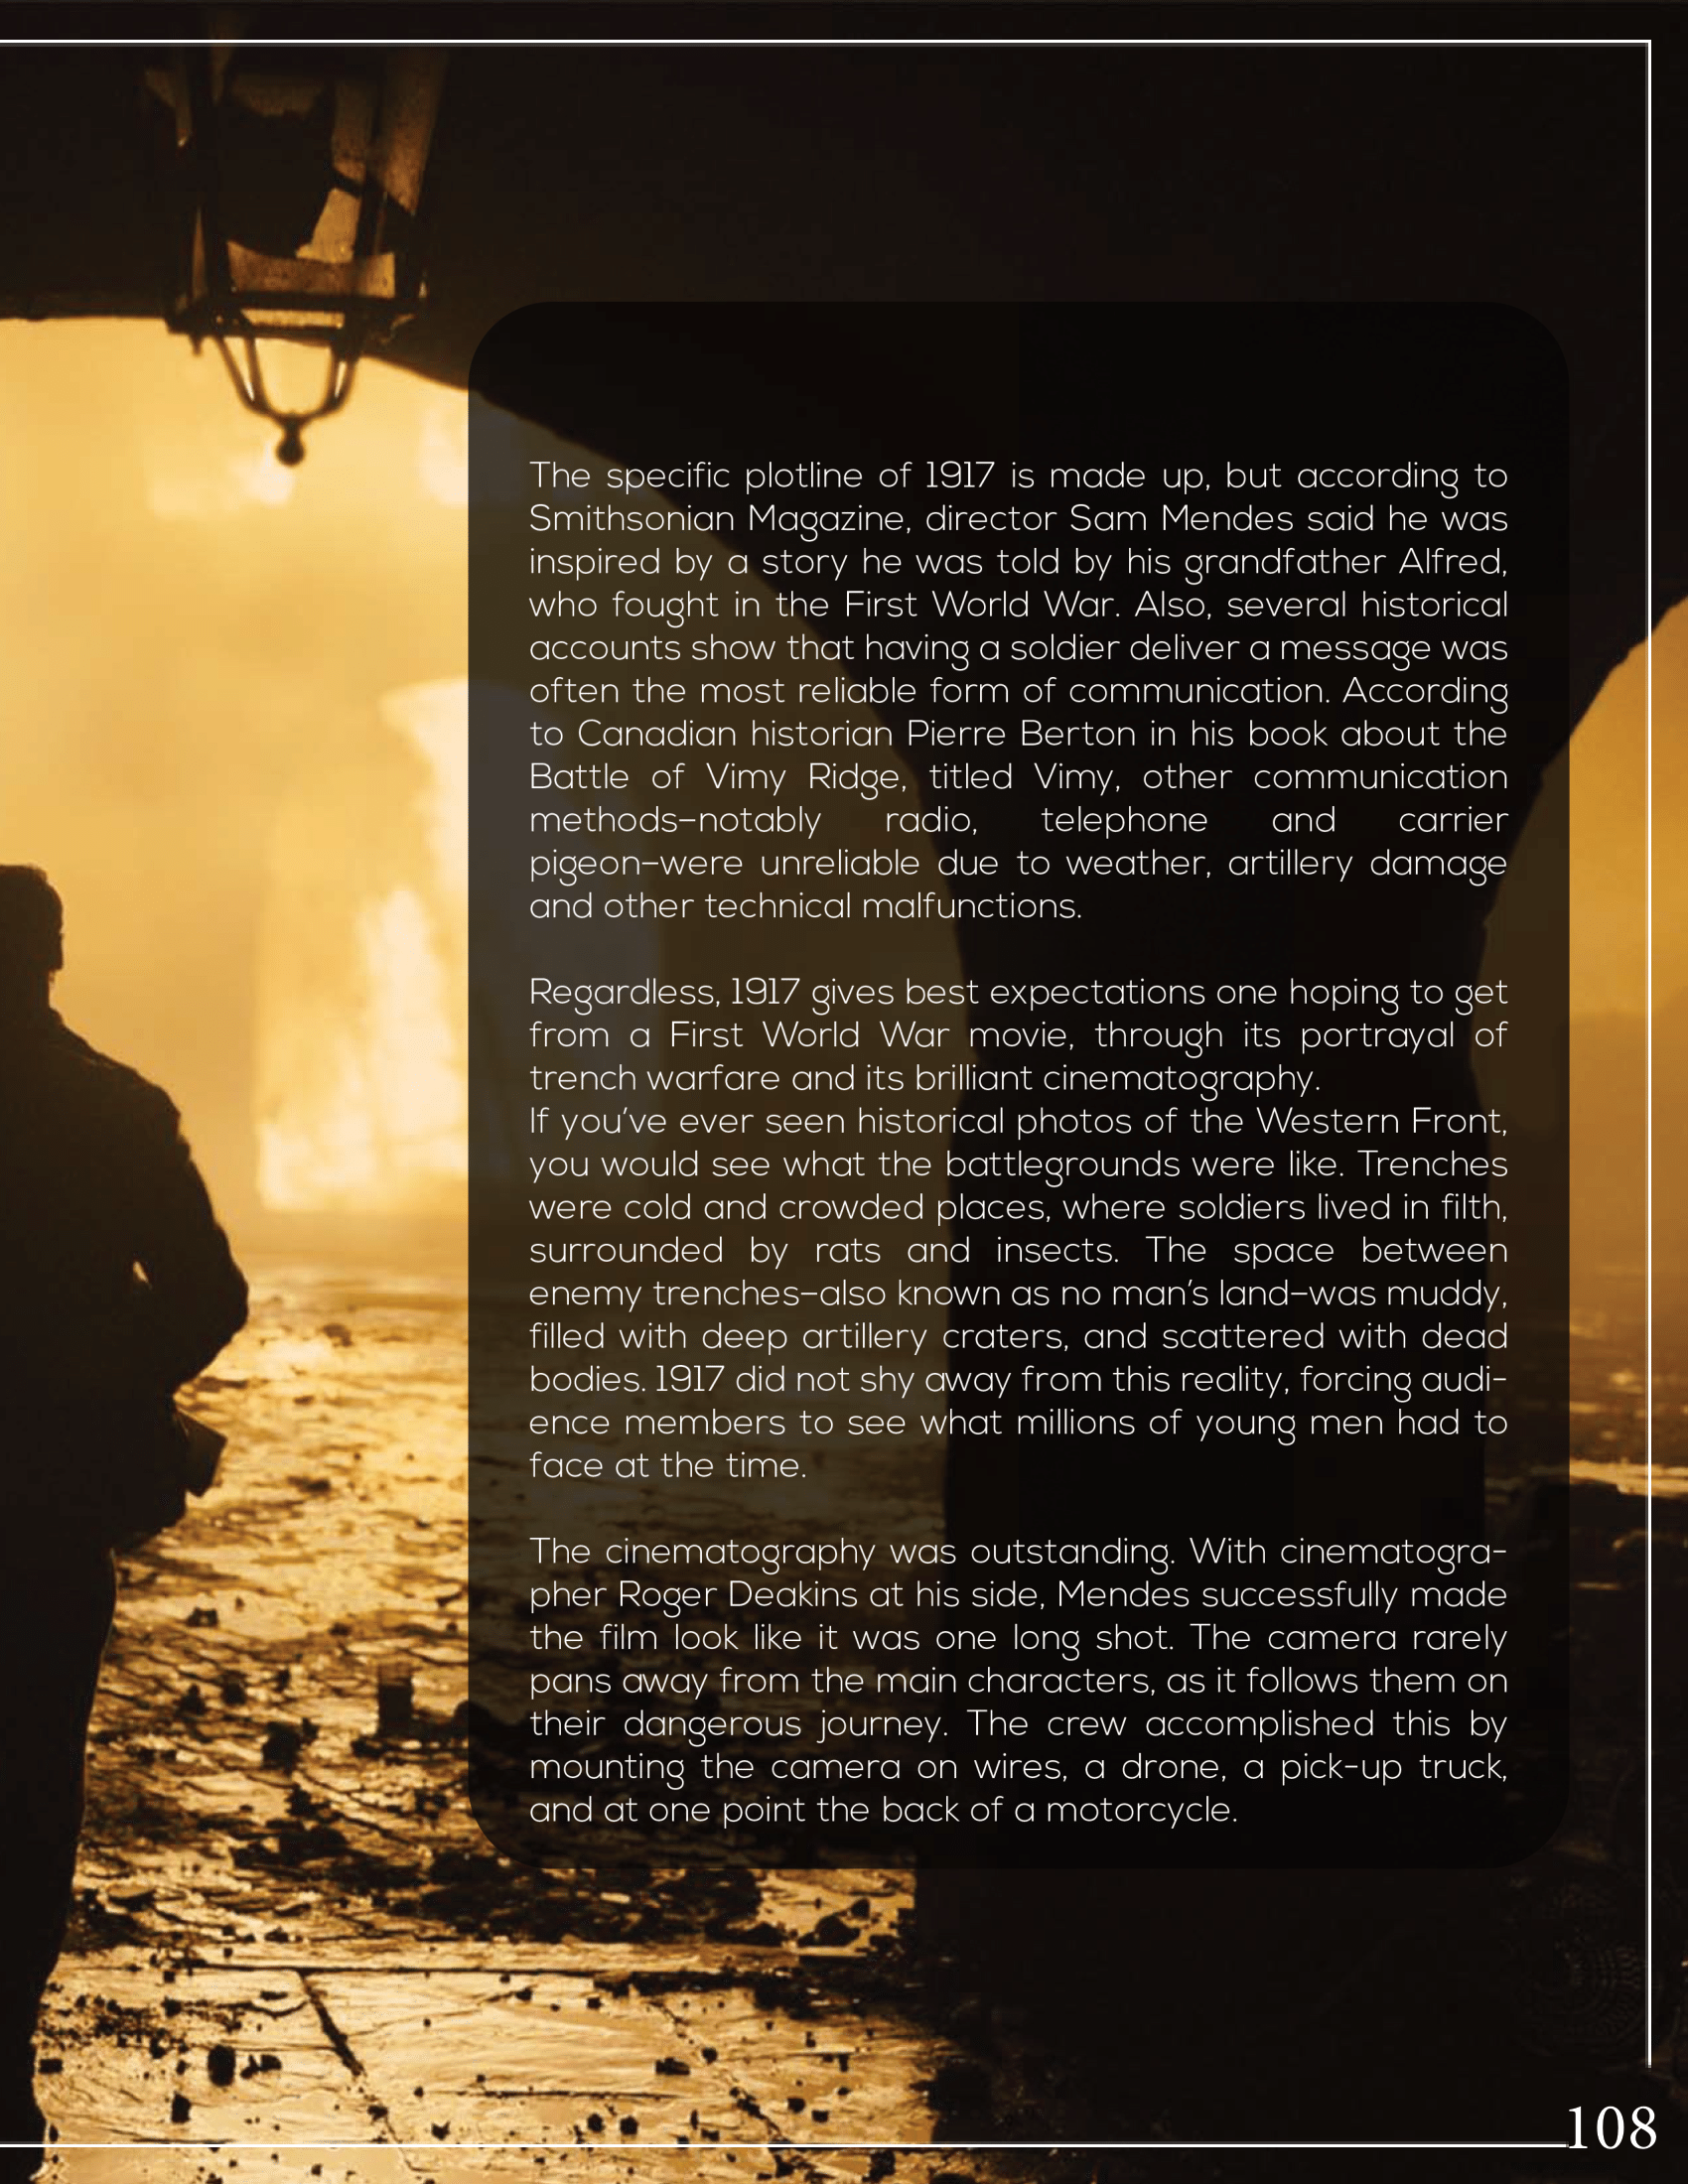 The specific plotline of 1917 is made up, but according to
Smithsonian Magazine, director Sam Mendes said he was
inspired by a story he was told by his grandfather Alfred,
who fought in the First World War. Also, several historical
accounts show that having a soldier deliver a message was
often the most reliable form of communication. According
to Canadian historian Pierre Berton in his book about the
Battle of Vimy Ridge, titled Vimy, other communication
methods–notably radio, telephone and carrier
pigeon–were unreliable due to weather, artillery damage
and other technical malfunctions.
Regardless, 1917 gives best expectations one hoping to get
from a First World War movie, through its portrayal of
trench warfare and its brilliant cinematography.
If you’ve ever seen historical photos of the Western Front,
you would see what the battlegrounds were like. Trenches
were cold and crowded places, where soldiers lived in filth,
surrounded by rats and insects. The space between
enemy trenches–also known as no man’s land–was muddy,
filled with deep artillery craters, and scattered with dead
bodies. 1917 did not shy away from this reality, forcing audi-
ence members to see what millions of young men had to
face at the time.
The cinematography was outstanding. With cinematogra-
pher Roger Deakins at his side, Mendes successfully made
the film look like it was one long shot. The camera rarely
pans away from the main characters, as it follows them on
their dangerous journey. The crew accomplished this by
mounting the camera on wires, a drone, a pick-up truck,
and at one point the back of a motorcycle.
108